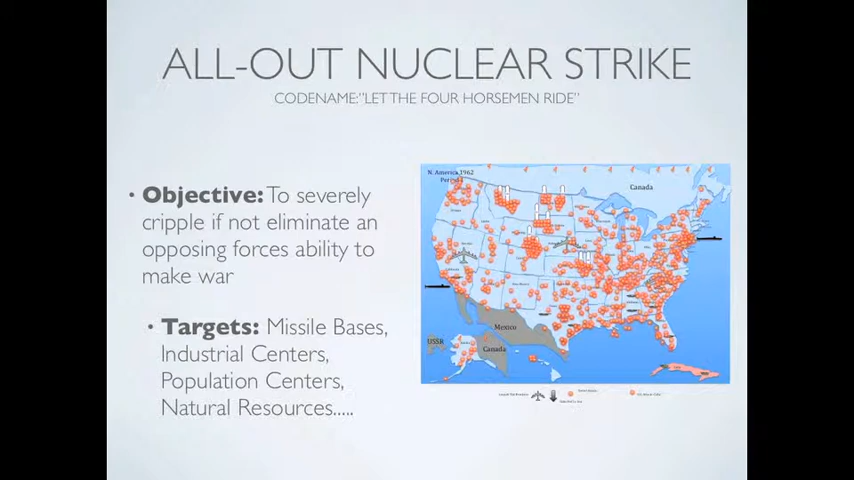 ALL-OUT NUCLEAR STRIKE
CODENAME:"LET THE FOUR HORSEMEN RIDE"
• Objective: To severely
cripple if not eliminate an
opposing forces ability to
make war
• Targets: Missile Bases,
Industrial Centers,
Population Centers,
Natural Resources.....
N. America 1962
Canada
Mexico
USSR
Canada